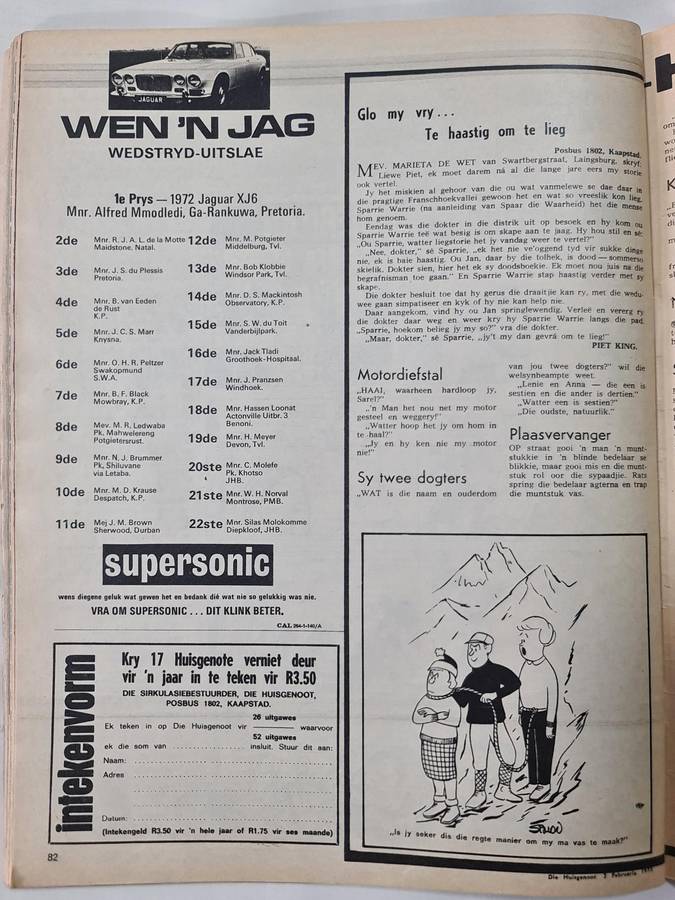 JAGUAR
WEN 'N JAG
WEDSTRYD-UITSLAE
1e Prys — 1972 Jaguar XJ6
Mnr. Alfred Mmodledi, Ga-Rankuwa, Pretoria.
2de Mnr. R. J. A. L. de la Motte
Maidstone, Natal.
3de Mnr. J. S. du Plessis
Pretoria.
4de Mnr. B. van Eeden
de Rust
K.P.
5de Mnr. J. C. S. Marr
Knysna.
6de Mnr. O. H. R. Peltzer
Swakopmund
S.W.A.
7de Mnr. B. F. Black
Mowbray, K.P.
8de Mev. M. R. Ledwaba
Pk, Mahwelereng
Potgietersrust.
9de Mnr. N. J. Brummer
Pk, Shiluvane
via Letaba.
10de Mnr. M. D. Krause
Despatch, K.P.
11de Mej J. M. Brown
Sherwood, Durban
12de Mnr. M. Potgieter
Middelburg, Tvl.
13de Mnr. Bob Klobbie
Windsor Park, Tvl.
14de Mnr. D. S. Mackintosh
Observatory, K.P.
15de Mnr. S. W. du Toit
Vanderbijlpark.
16de Mnr. Jack Tladi
Groothoek-Hospitaal.
17de Mnr. J. Pranzsen
Windhoek.
18de Mnr. Hassen Loonat
Actonville Uitbr. 3
Benoni.
19de Mnr. H. Meyer
Devon, Tvl.
20ste Mnr. C. Molefe
Pk. Khotso
JHB.
21ste Mnr. W. H. Norval
Montrose, PMB.
22ste Mnr. Silas Molokomme
Diepkloof, JHB.
supersonic
wens diegene geluk wat gewen het en bedank dié wat nie so gelukkig was nie.
VRA OM SUPERSONIC . . . DIT KLINK BETER.
CAL 264-1-140/A
intekenvorm
Kry 17 Huisgenote verniet deur
vir 'n jaar in te teken vir R3.50
DIE SIRKULASIEBESTUURDER, DIE HUISGENOOT,
POSBUS 1802, KAAPSTAD.
26 uitgawes
Ek teken in op Die Huisgenoot vir waarvoor
52 uitgawes
ek die som van insluit. Stuur dit aan:
Naam:
Adres
Datum:
(Intekengeld R3.50 vir 'n hele jaar of R1.75 vir ses maande)
82
Glo my vry . . .
Te haastig om te lieg
Posbus 1802, Kaapstad.
MEV. MARIETA DE WET van Swartbergstraat, Laingsburg, skryf:
Liewe Piet, ek moet darem ná al die lange jare eers my storie
ook vertel.
Jy het miskien al gehoor van die ou wat vanmelewe se dae daar in
die pragtige Franschhoekvallei gewoon het en wat so vreeslik kon lieg.
Sparrie Warrie (na aanleiding van Spaar die Waarheid) het die mense
hom genoem.
Eendag was die dokter in die distrik uit op besoek en hy kom ou
Sparrie Warrie teë wat besig is om skape aan te jaag. Hy hou stil en sê:
„Ou Sparrie, watter liegstorie het jy vandag weer te vertel?"
„Nee, dokter," sê Sparrie, „ek het nie ve'oggend tyd vir sukke dinge
nie, ek is baie haastig. Ou Jan, daar by die tolhek, is dood — sommerso
skielik. Dokter sien, hier het ek sy doodsboekie. Ek moet nou juis na die
begrafnisman toe gaan." En Sparrie Warrie stap haastig verder met sy
skape.
Die dokter besluit toe dat hy gerus die draaitjie kan ry, met die wedu-
wee gaan simpatiseer en kyk of hy nie kan help nie.
Daar aangekom, vind hy ou Jan springlewendig. Verleë en vererg ry
die dokter daar weg en weer kry hy Sparrie Warrie langs die pad.
„Sparrie, hoekom belieg jy my so?" vra die dokter.
„Maar, dokter," sê Sparrie, „jy't my dan gevrá om te lieg!"
PIET KING.
Motordiefstal
„HAAI, waarheen hardloop jy,
Sarel?"
„'n Man het nou net my motor
gesteel en weggery!"
„Watter hoop het jy om hom in
te haal?"
„Jy en hy ken nie my motor
nie!"
Sy twee dogters
„WAT is die naam en ouderdom
van jou twee dogters?" wil die
welsynbeampte weet.
„Lenie en Anna — die een is
sestien en die ander is dertien."
„Watter een is sestien?"
„Die oudste, natuurlik."
Plaasvervanger
OP straat gooi 'n man 'n munt-
stukkie in 'n blinde bedelaar se
blikkie, maar gooi mis en die munt-
stuk rol oor die sypaadjie. Rats
spring die bedelaar agterna en trap
die muntstuk vas.
„Is jy seker dis die regte manier om my ma vas te maak?"
Die Huisgenoot, 2 Februarie